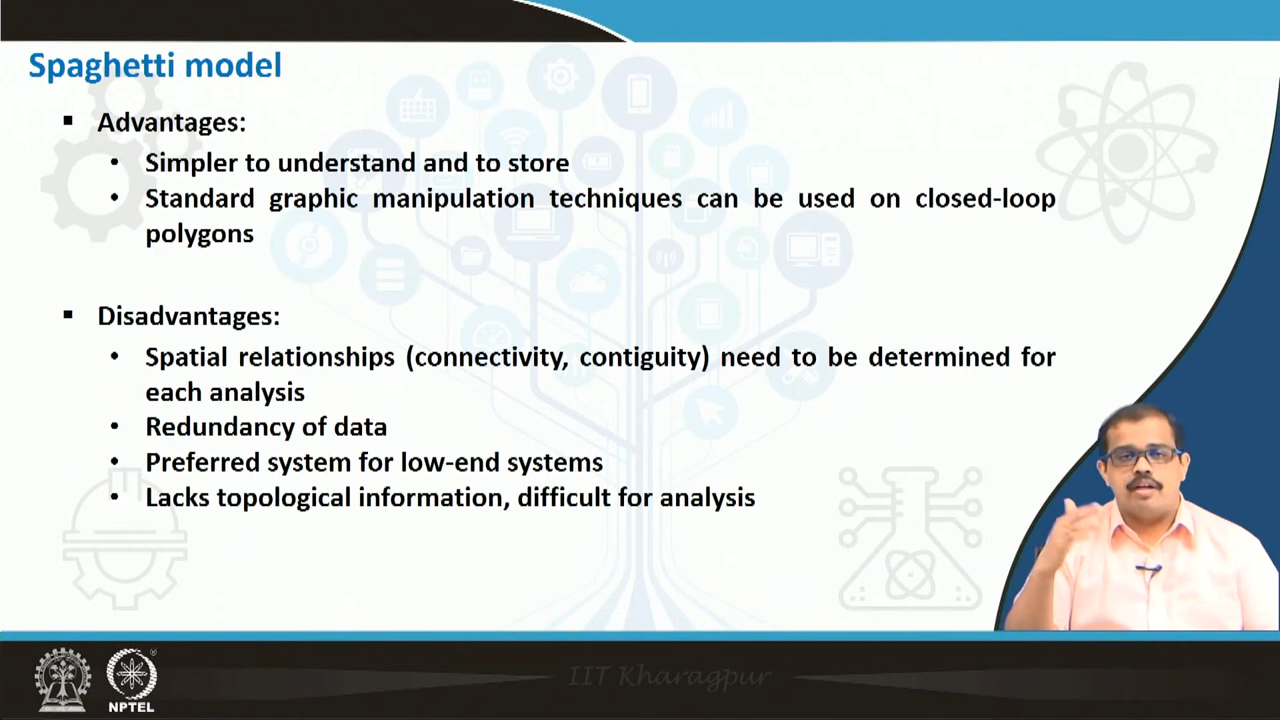 Spaghetti model
▪ Advantages:
• Simpler to understand and to store
• Standard graphic manipulation techniques can be used on closed-loop
polygons
▪ Disadvantages:
• Spatial relationships (connectivity, contiguity) need to be determined for
each analysis
• Redundancy of data
• Preferred system for low-end systems
• Lacks topological information, difficult for analysis
IIT Kharagpur
NPTEL